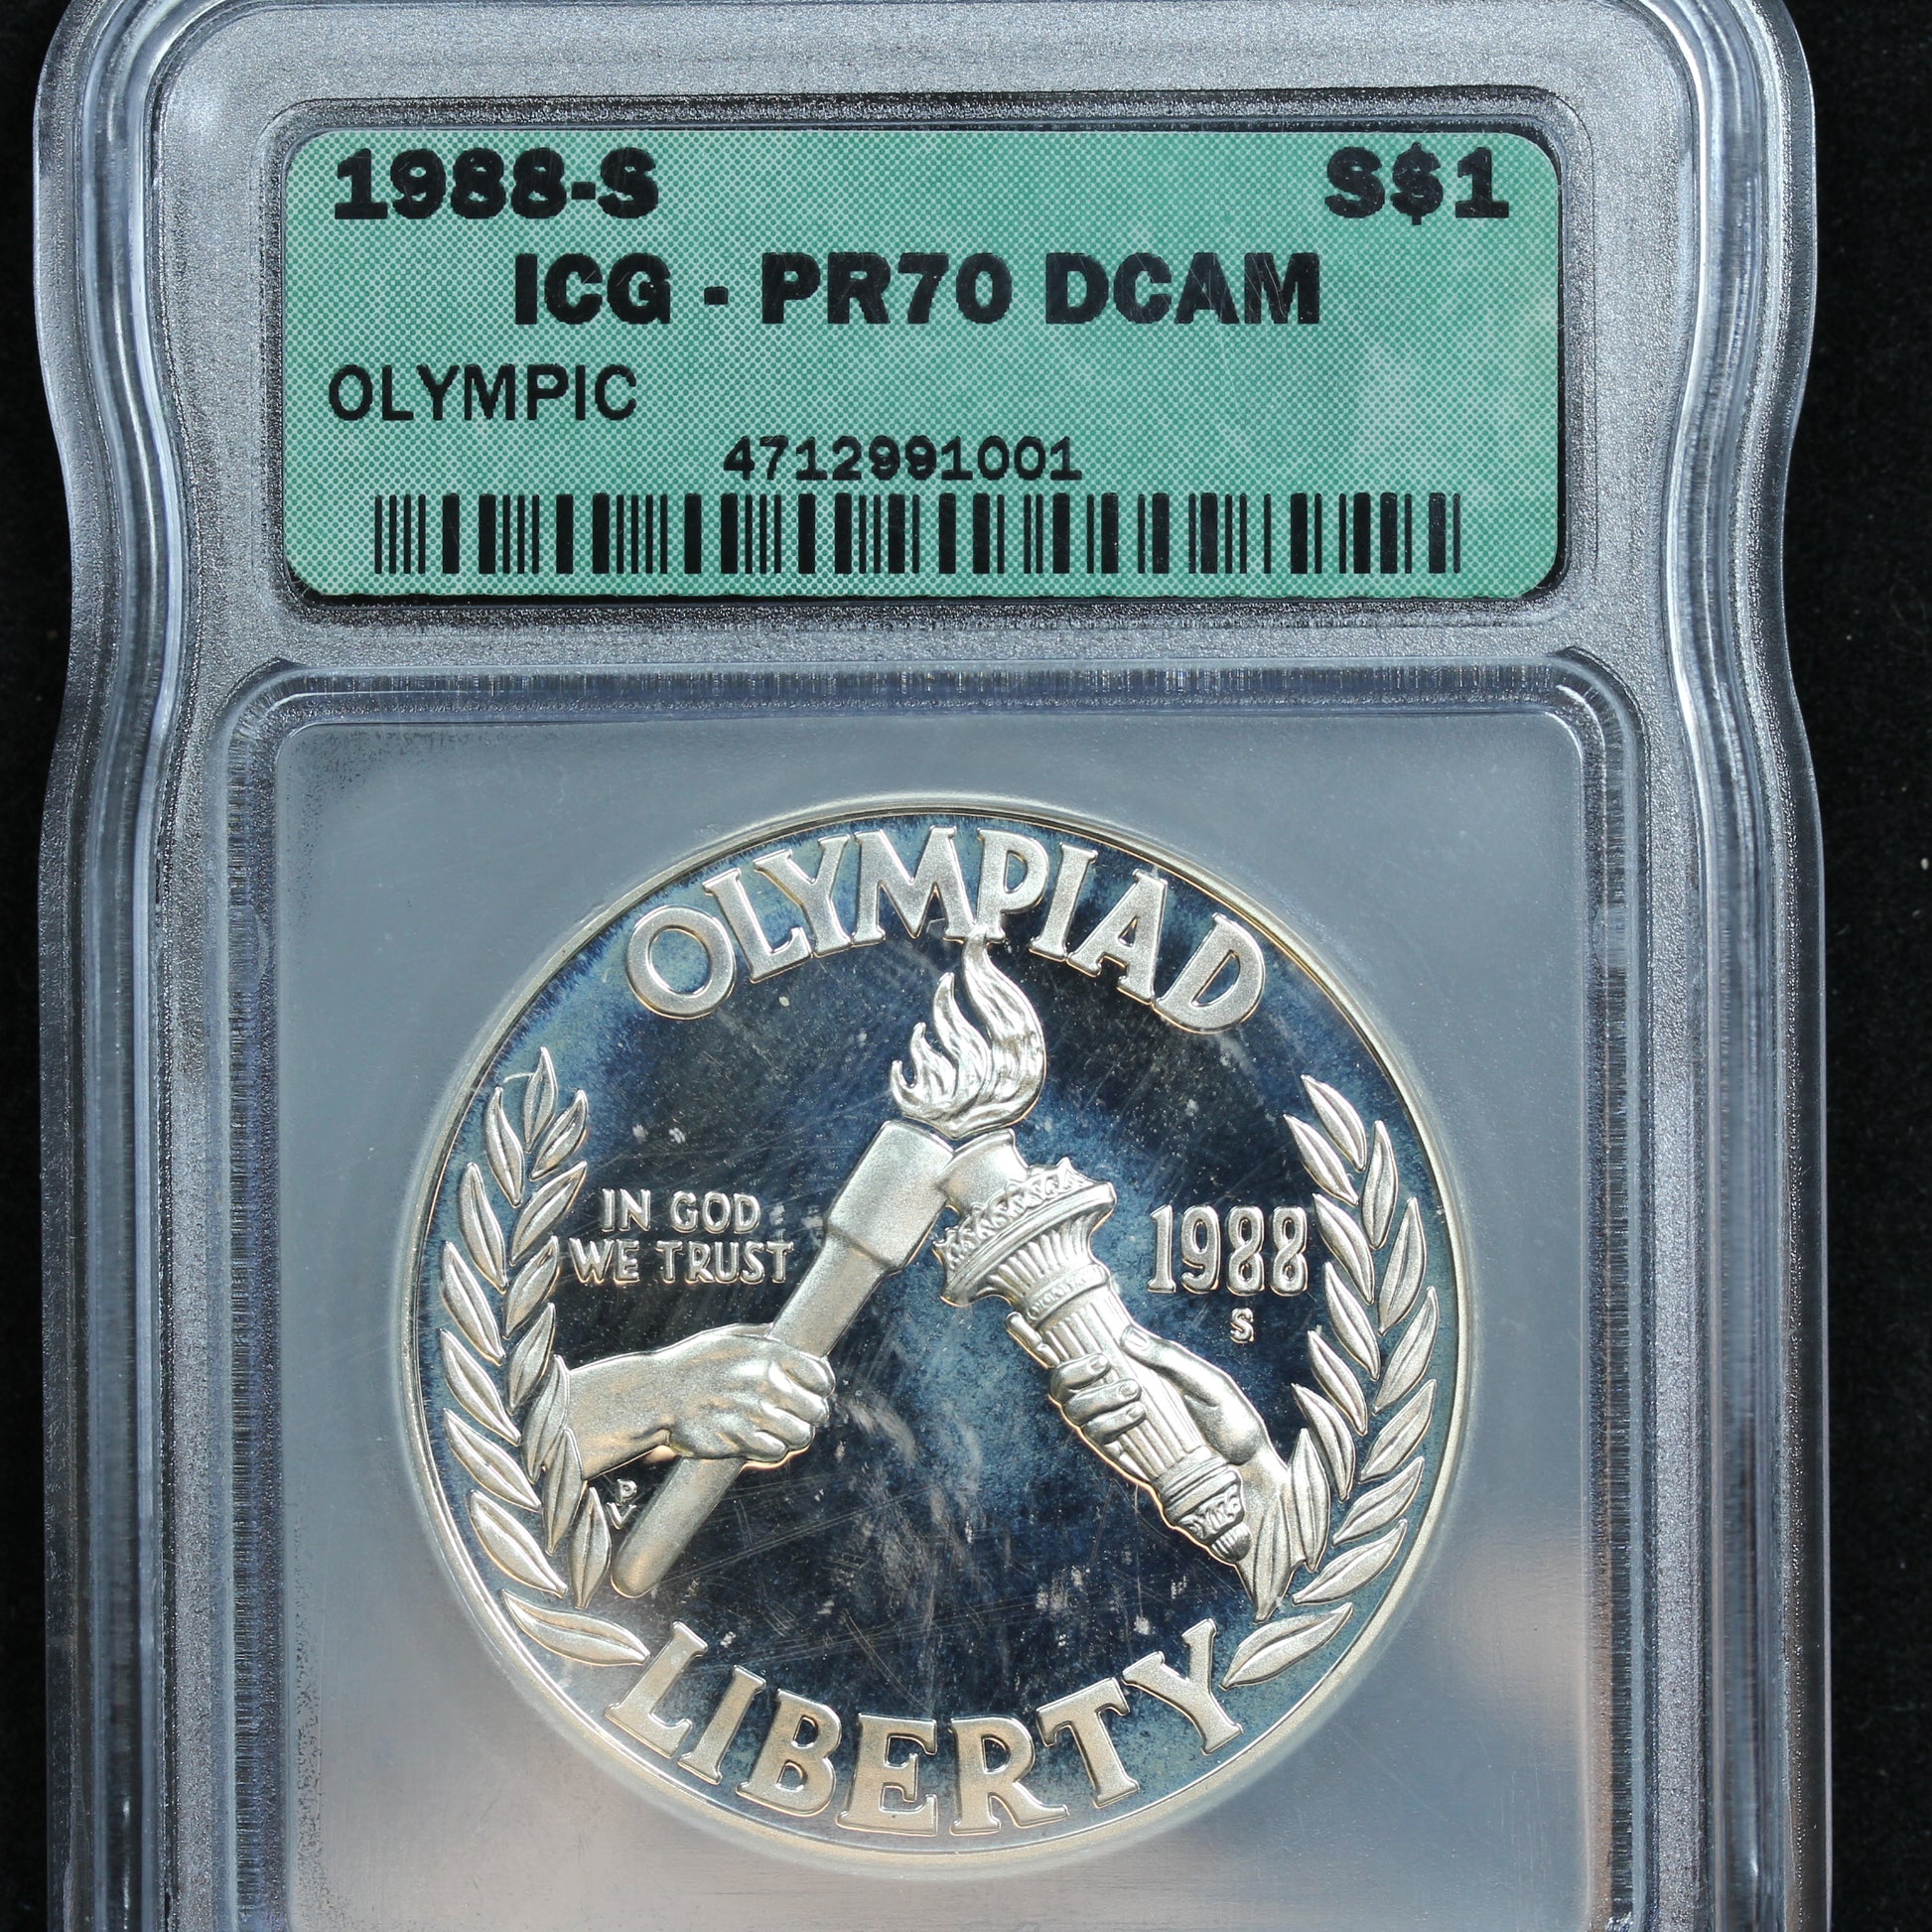 1988-S S$1
ICG - PR70 DCAM
OLYMPIC
4712991001
OLYMPIAD
IN GOD
WE TRUST
1988
S
P
V
LIBERTY